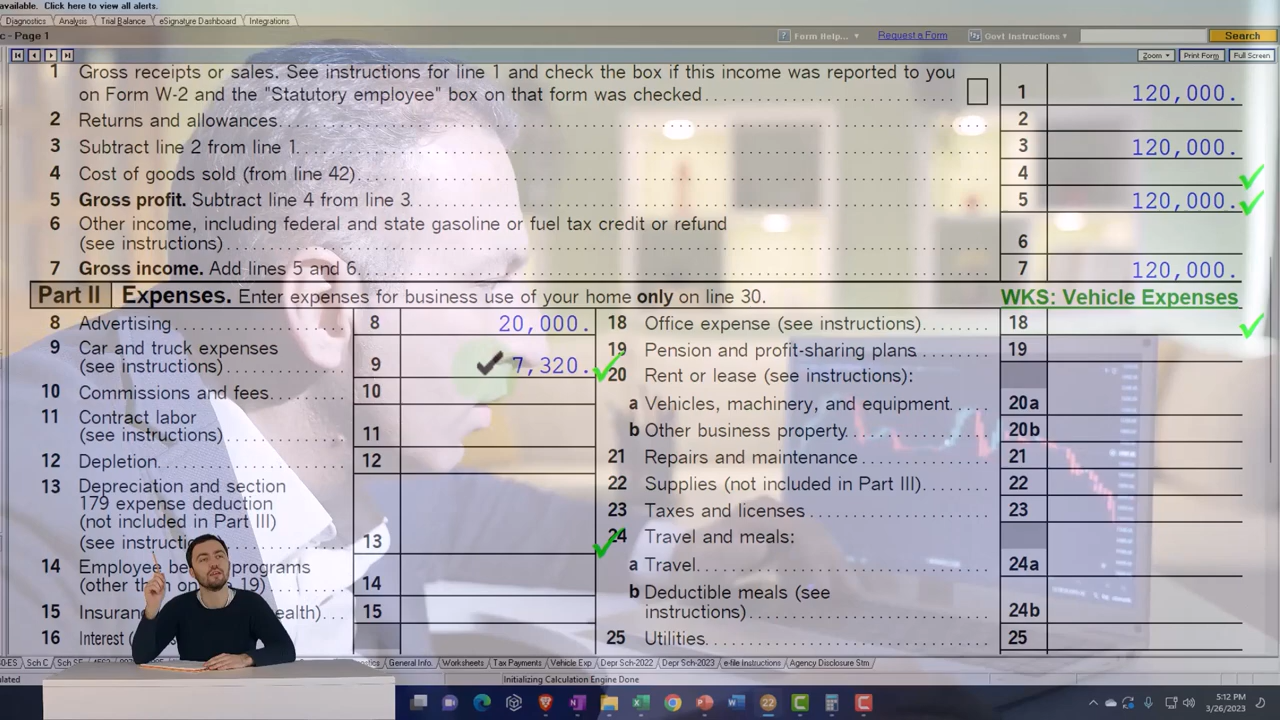 available. Click here to view all alerts.
Diagnostics Analysis Trial Balance eSignature Dashboard Integrations
c - Page 1
? Form Help... Request a Form Govt Instructions Search
Zoom Print Form Full Screen
1 Gross receipts or sales. See instructions for line 1 and check the box if this income was reported to you
on Form W-2 and the "Statutory employee" box on that form was checked 1 120,000.
2 Returns and allowances 2
3 Subtract line 2 from line 1 3 120,000.
4 Cost of goods sold (from line 42) 4
5 Gross profit. Subtract line 4 from line 3 5 120,000.
6 Other income, including federal and state gasoline or fuel tax credit or refund
(see instructions) 6
7 Gross income. Add lines 5 and 6 7 120,000.
Part II Expenses. Enter expenses for business use of your home only on line 30. WKS: Vehicle Expenses
8 Advertising 8 20,000.
9 Car and truck expenses
(see instructions) 9 7,320.
10 Commissions and fees 10
11 Contract labor
(see instructions) 11
12 Depletion 12
13 Depreciation and section
179 expense deduction
(not included in Part III)
(see 13
14 Employee programs
(other 19) 14
15 15
16 Interest
18 Office expense (see instructions) 18
19 Pension and profit-sharing plans 19
20 Rent or lease (see instructions):
a Vehicles, machinery, and equipment 20a
b Other business property 20b
21 Repairs and maintenance 21
22 Supplies (not included in Part III) 22
23 Taxes and licenses 23
24 Travel and meals:
a Travel 24a
b Deductible meals (see
instructions) 24b
25 Utilities 25
Sch C General Info. Worksheets Tax Payments Vehicle Exp Depr Sch-2022 Depr Sch-2023 e-file Instructions Agency Disclosure Stm
Initializing Calculation Engine Done
22
5:12 PM
3/26/2023